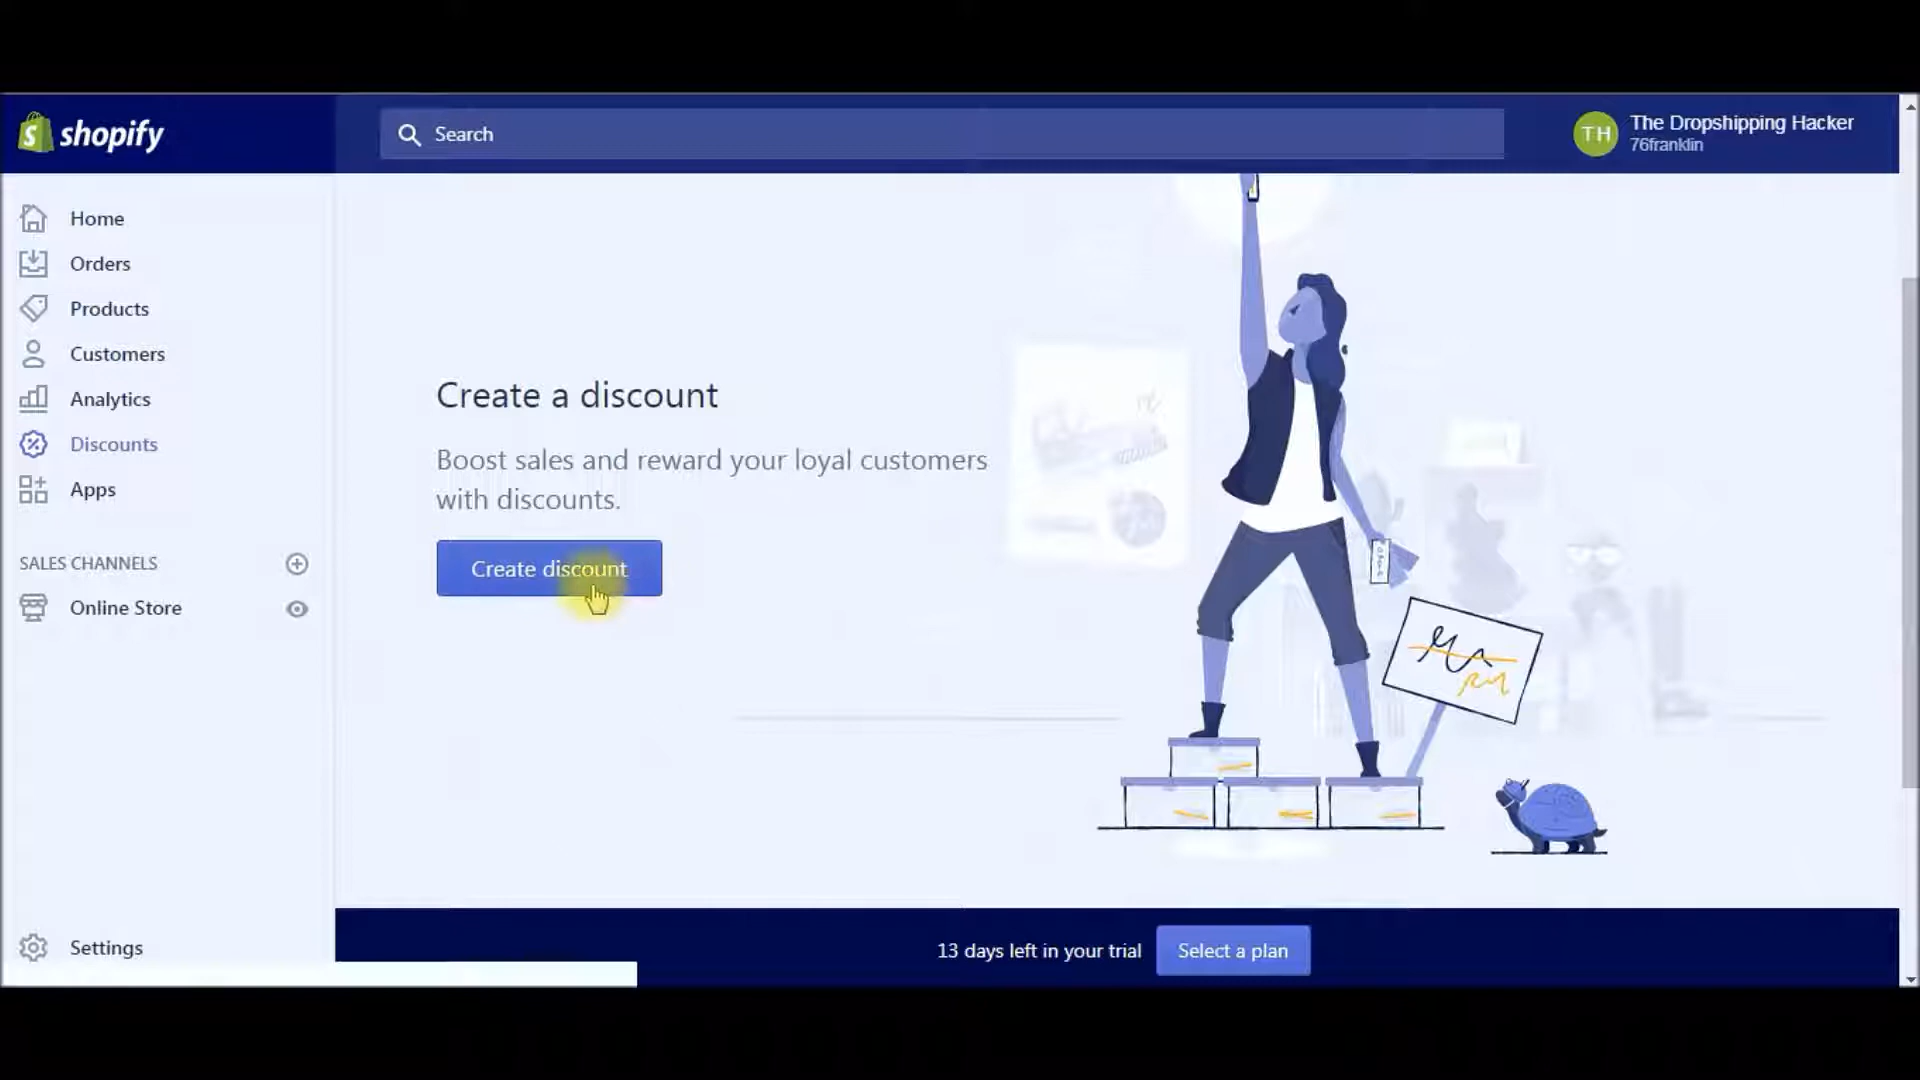 shopify
Search
TH
The Dropshipping Hacker
76franklin
Home
Orders
Products
Customers
Analytics
Discounts
Apps
SALES CHANNELS
Online Store
Settings
Create a discount
Boost sales and reward your loyal customers
with discounts.
Create discount
13 days left in your trial
Select a plan